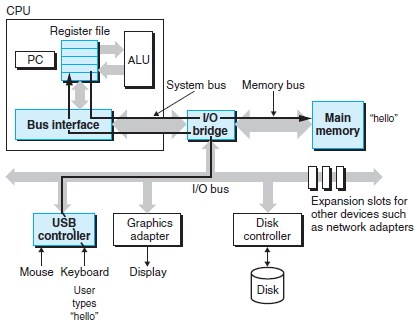 CPU
Register file
PC
ALU
System bus
Memory bus
Bus interface
I/O
bridge
Main
memory
"hello"
I/O bus
Expansion slots for
other devices such
as network adapters
USB
controller
Graphics
adapter
Disk
controller
Mouse
Keyboard
Display
User
types
"hello"
Disk